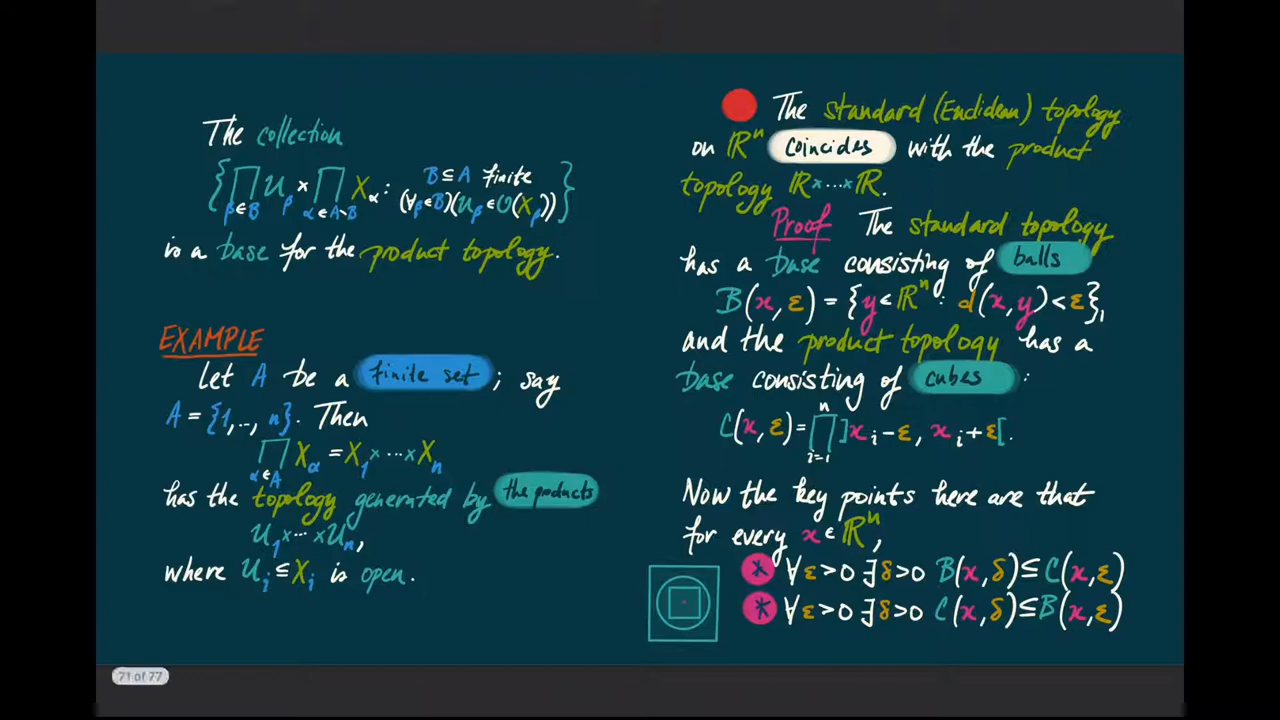 The collection
{∏_{β∈B} U_β × ∏_{α∈A∖B} X_α : B ⊆ A finite (∀β∈B)(U_β ∈ O(X_β))}
is a base for the product topology.
EXAMPLE
Let A be a finite set; say
A = {1,.., n}. Then
∏_{α∈A} X_α = X_1 × ··· × X_n
has the topology generated by the products
U_1 × ··· × U_n,
where U_i ⊆ X_i is open.
The standard (Euclidean) topology
on ℝ^n coincides with the product
topology ℝ × ··· × ℝ.
Proof The standard topology
has a base consisting of balls
B(x, ε) = {y ∈ ℝ^n : d(x, y) < ε},
and the product topology has a
base consisting of cubes :
C(x, ε) = ∏_{i=1}^{n} ]x_i − ε, x_i + ε[.
Now the key points here are that
for every x ∈ ℝ^n,
* ∀ε>0 ∃δ>0 B(x, δ) ⊆ C(x, ε)
* ∀ε>0 ∃δ>0 C(x, δ) ⊆ B(x, ε)
71 of 77